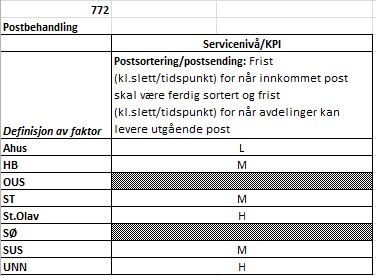 772
Postbehandling
Servicenivå/KPI
Definisjon av faktor
Postsortering/postsending: Frist
(kl.slett/tidspunkt) for når innkommet post
skal være ferdig sortert og frist
(kl.slett/tidspunkt) for når avdelinger kan
levere utgående post
Ahus L
HB M
OUS
ST M
St.Olav H
SØ
SUS M
UNN H